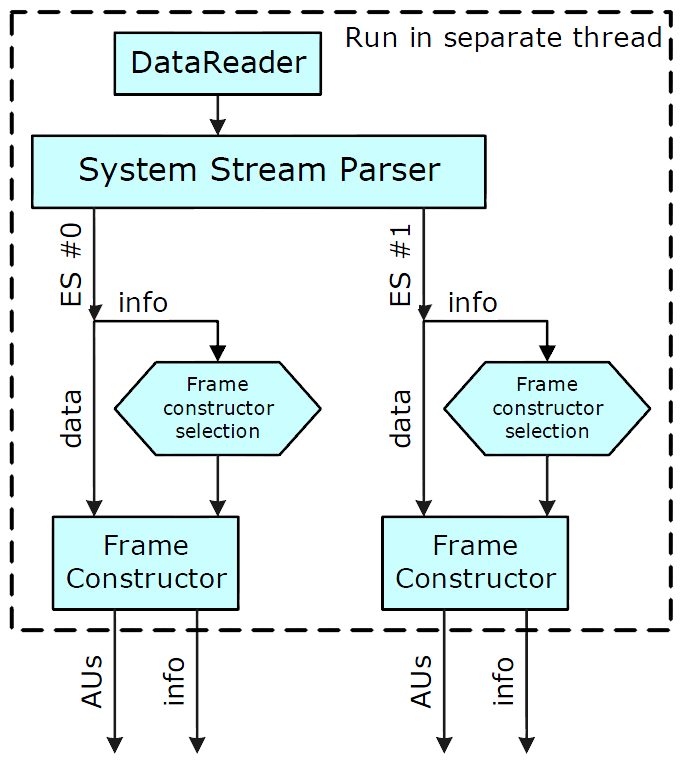 Run in separate thread
DataReader
System Stream Parser
ES #0
ES #1
info
info
data
Frame
constructor
selection
data
Frame
constructor
selection
Frame
Constructor
Frame
Constructor
AUs
info
AUs
info